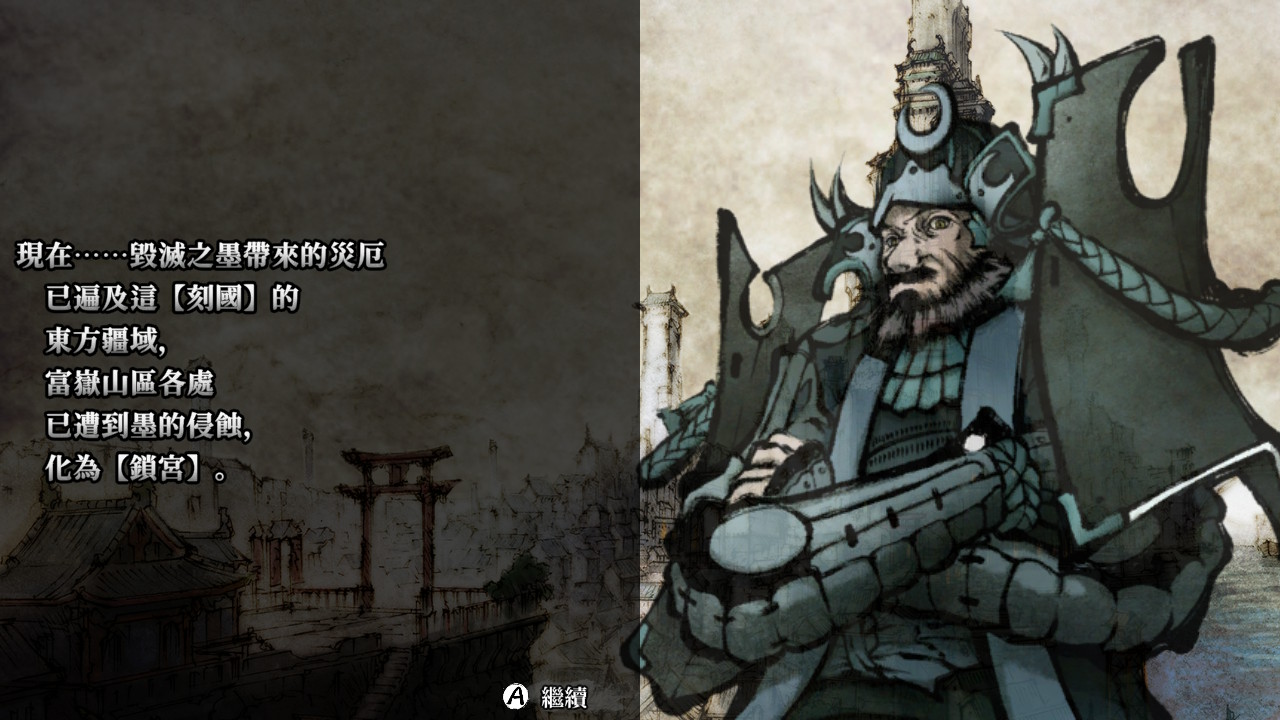 現在……毀滅之墨帶來的災厄
已遍及這【刻國】的
東方疆域,
富嶽山區各處
已遭到墨的侵蝕,
化為【鎖宮】。
A 繼續